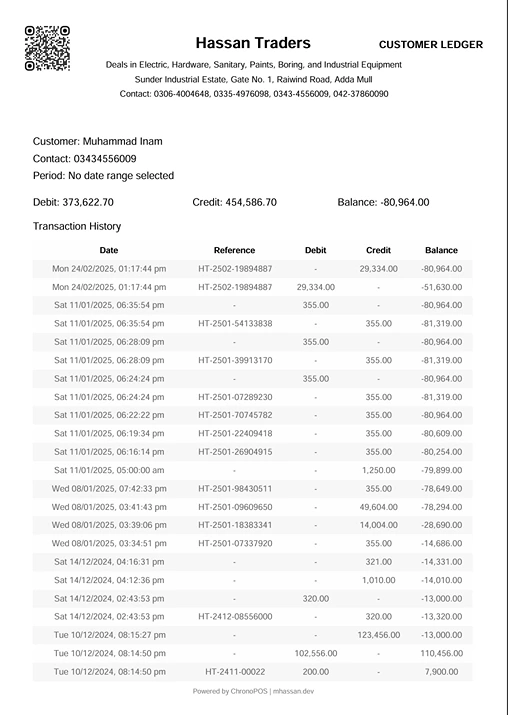 Hassan Traders
CUSTOMER LEDGER
Deals in Electric, Hardware, Sanitary, Paints, Boring, and Industrial Equipment
Sunder Industrial Estate, Gate No. 1, Raiwind Road, Adda Mull
Contact: 0306-4004648, 0335-4976098, 0343-4556009, 042-37860090
Customer: Muhammad Inam
Contact: 03434556009
Period: No date range selected
Debit: 373,622.70 Credit: 454,586.70 Balance: -80,964.00
Transaction History
Date Reference Debit Credit Balance
Mon 24/02/2025, 01:17:44 pm HT-2502-19894887 - 29,334.00 -80,964.00
Mon 24/02/2025, 01:17:44 pm HT-2502-19894887 29,334.00 - -51,630.00
Sat 11/01/2025, 06:35:54 pm - 355.00 - -80,964.00
Sat 11/01/2025, 06:35:54 pm HT-2501-54133838 - 355.00 -81,319.00
Sat 11/01/2025, 06:28:09 pm - 355.00 - -80,964.00
Sat 11/01/2025, 06:28:09 pm HT-2501-39913170 - 355.00 -81,319.00
Sat 11/01/2025, 06:24:24 pm - 355.00 - -80,964.00
Sat 11/01/2025, 06:24:24 pm HT-2501-07289230 - 355.00 -81,319.00
Sat 11/01/2025, 06:22:22 pm HT-2501-70745782 - 355.00 -80,964.00
Sat 11/01/2025, 06:19:34 pm HT-2501-22409418 - 355.00 -80,609.00
Sat 11/01/2025, 06:16:14 pm HT-2501-26904915 - 355.00 -80,254.00
Sat 11/01/2025, 05:00:00 am - - 1,250.00 -79,899.00
Wed 08/01/2025, 07:42:33 pm HT-2501-98430511 - 355.00 -78,649.00
Wed 08/01/2025, 03:41:43 pm HT-2501-09609650 - 49,604.00 -78,294.00
Wed 08/01/2025, 03:39:06 pm HT-2501-18383341 - 14,004.00 -28,690.00
Wed 08/01/2025, 03:34:51 pm HT-2501-07337920 - 355.00 -14,686.00
Sat 14/12/2024, 04:16:31 pm - - 321.00 -14,331.00
Sat 14/12/2024, 04:12:36 pm - - 1,010.00 -14,010.00
Sat 14/12/2024, 02:43:53 pm - 320.00 - -13,000.00
Sat 14/12/2024, 02:43:53 pm HT-2412-08556000 - 320.00 -13,320.00
Tue 10/12/2024, 08:15:27 pm - - 123,456.00 -13,000.00
Tue 10/12/2024, 08:14:50 pm - 102,556.00 - 110,456.00
Tue 10/12/2024, 08:14:50 pm HT-2411-00022 200.00 - 7,900.00
Powered by ChronoPOS | mhassan.dev